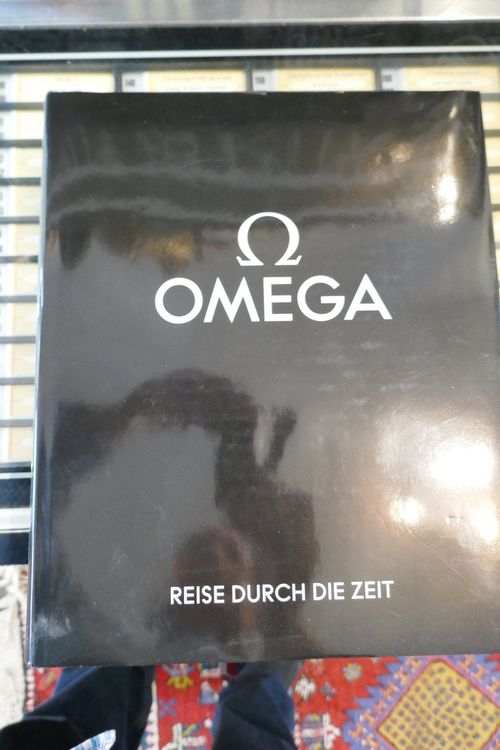 Ω
OMEGA
REISE DURCH DIE ZEIT